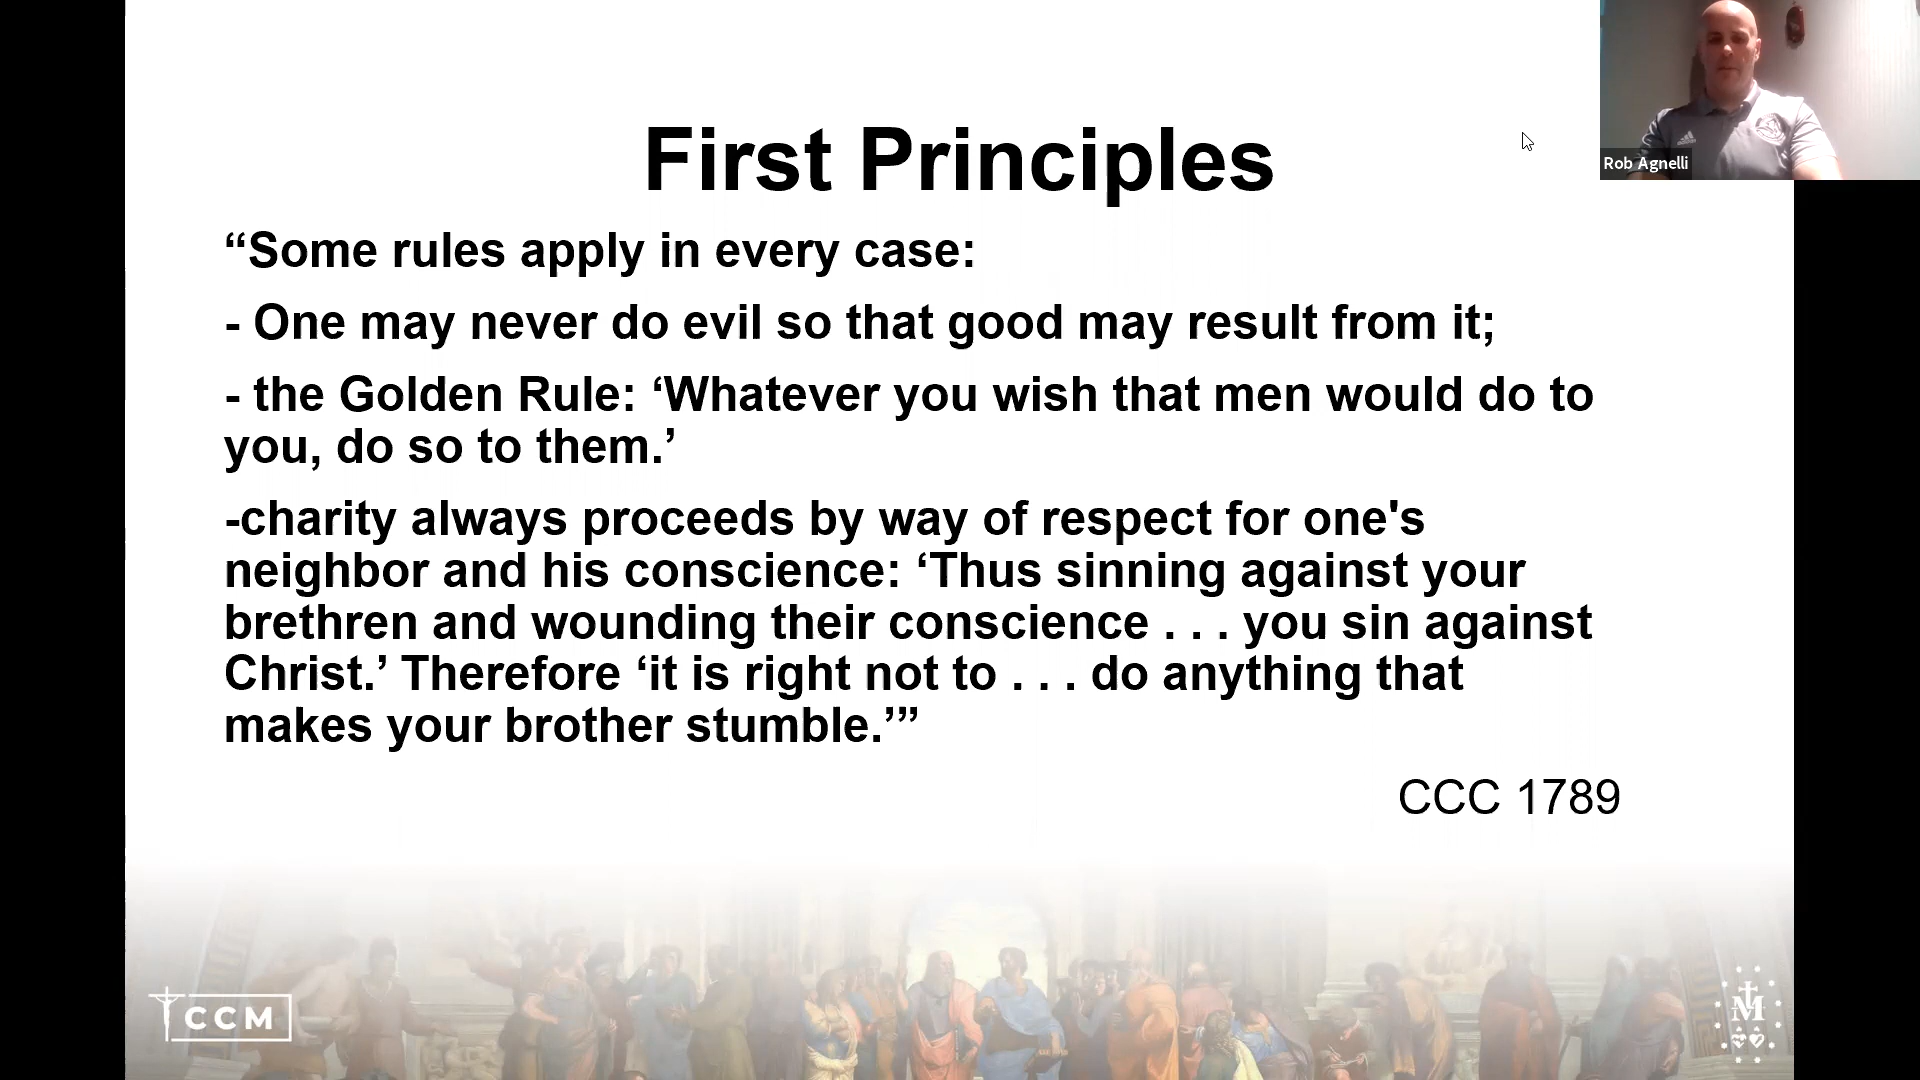 First Principles
Rob Agnelli
“Some rules apply in every case:
- One may never do evil so that good may result from it;
- the Golden Rule: ‘Whatever you wish that men would do to
you, do so to them.’
-charity always proceeds by way of respect for one's
neighbor and his conscience: ‘Thus sinning against your
brethren and wounding their conscience . . . you sin against
Christ.’ Therefore ‘it is right not to . . . do anything that
makes your brother stumble.’”
CCC 1789
CCM
M